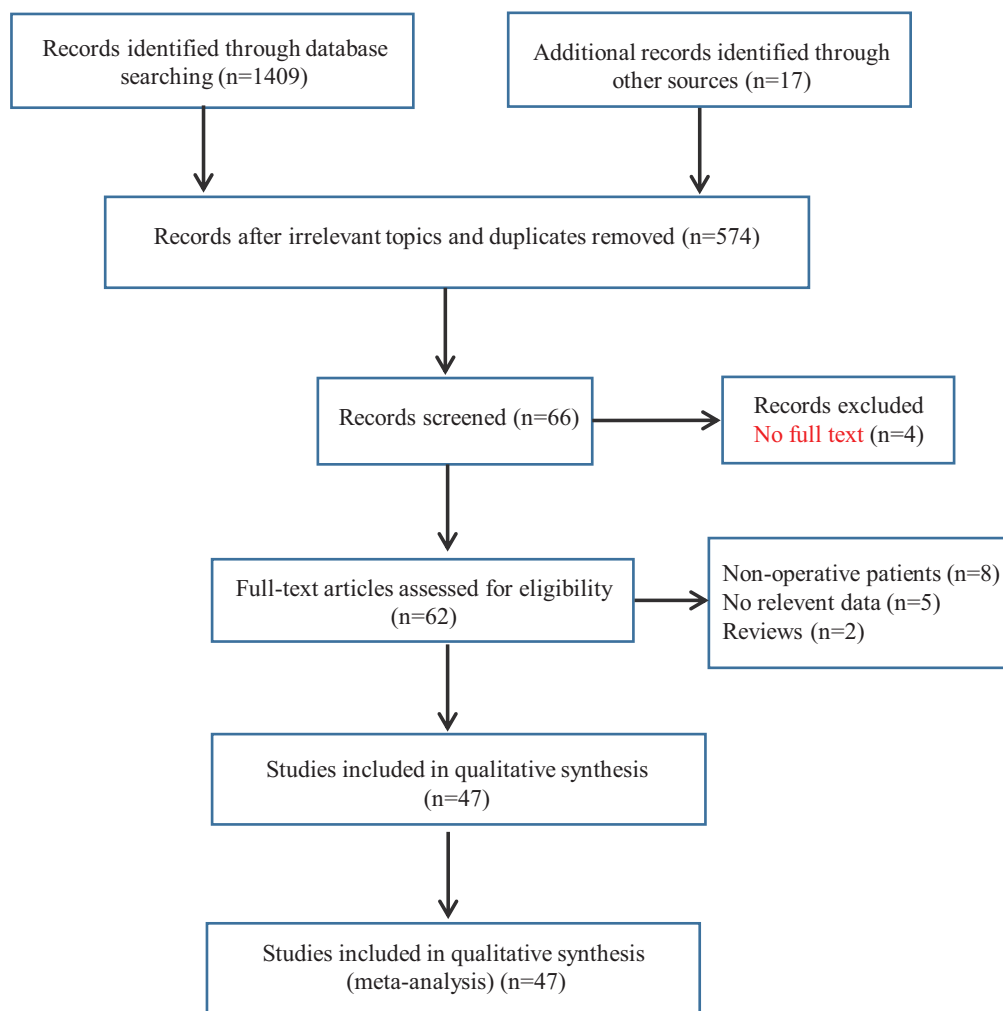 Records identified through database
searching (n=1409)
Additional records identified through
other sources (n=17)
Records after irrelevant topics and duplicates removed (n=574)
Records screened (n=66)
Records excluded
No full text (n=4)
Full-text articles assessed for eligibility
(n=62)
Non-operative patients (n=8)
No relevent data (n=5)
Reviews (n=2)
Studies included in qualitative synthesis
(n=47)
Studies included in qualitative synthesis
(meta-analysis) (n=47)